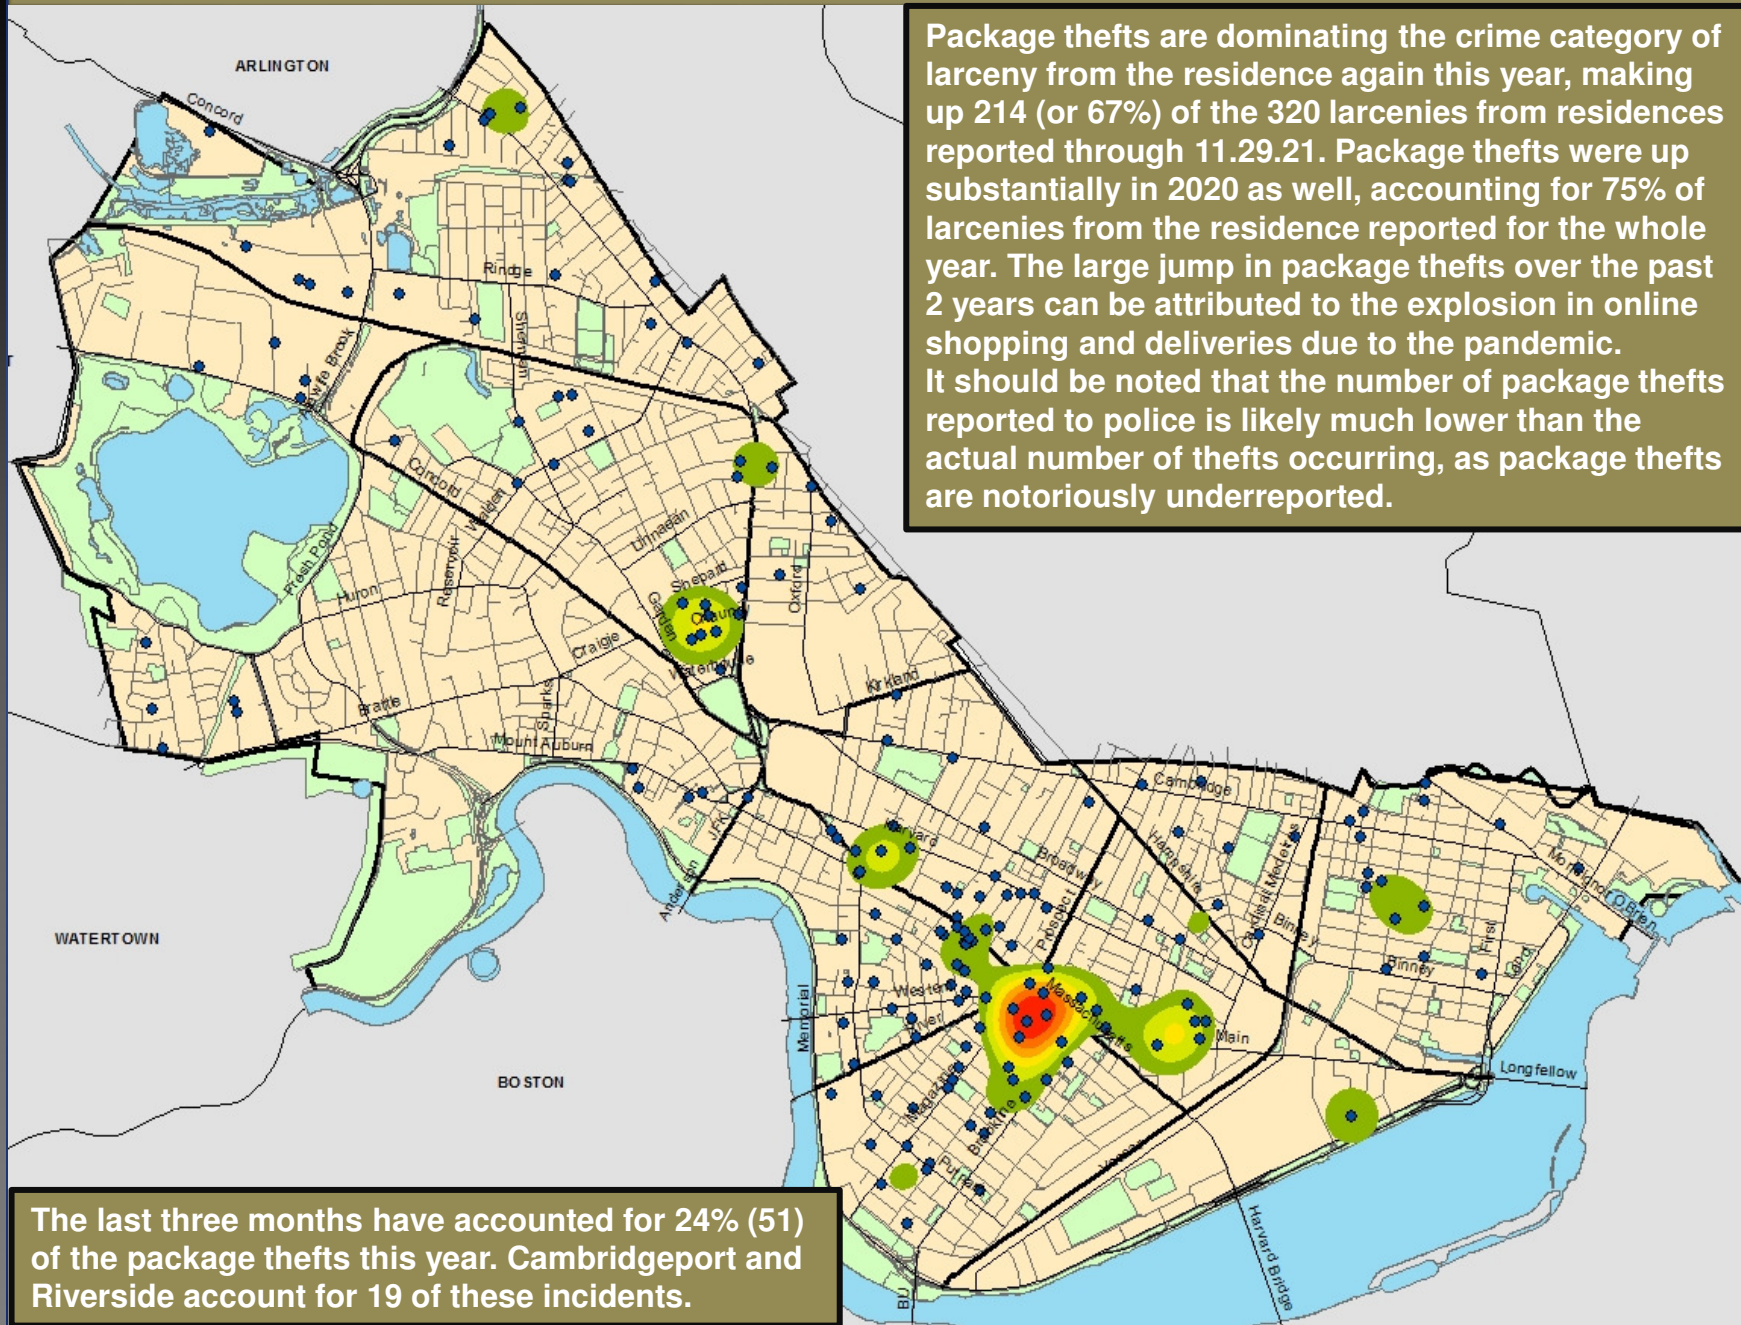 Package thefts are dominating the crime category of
larceny from the residence again this year, making
up 214 (or 67%) of the 320 larcenies from residences
reported through 11.29.21. Package thefts were up
substantially in 2020 as well, accounting for 75% of
larcenies from the residence reported for the whole
year. The large jump in package thefts over the past
2 years can be attributed to the explosion in online
shopping and deliveries due to the pandemic.
It should be noted that the number of package thefts
reported to police is likely much lower than the
actual number of thefts occurring, as package thefts
are notoriously underreported.
ARLINGTON
Concord
Rindge
Sherman
Brook
Concord
Walden
Linnaean
Reservoir
Fresh Pond
Huron
Shepard
Garden
Oxford
Craigie
Waterhouse
Kirkland
Sparks
Brattle
Mount Auburn
Cambridge
JFK
Harvard
Broadway
Hampshire
Anderson
Prospect
Monsignor O'Brien
WATERTOWN
Binney
Binney
First
Land
Western
Massachusetts
Memorial
River
Main
Longfellow
BOSTON
Magazine
Brookline
Vassar
Putnam
Harvard Bridge
BU
The last three months have accounted for 24% (51)
of the package thefts this year. Cambridgeport and
Riverside account for 19 of these incidents.